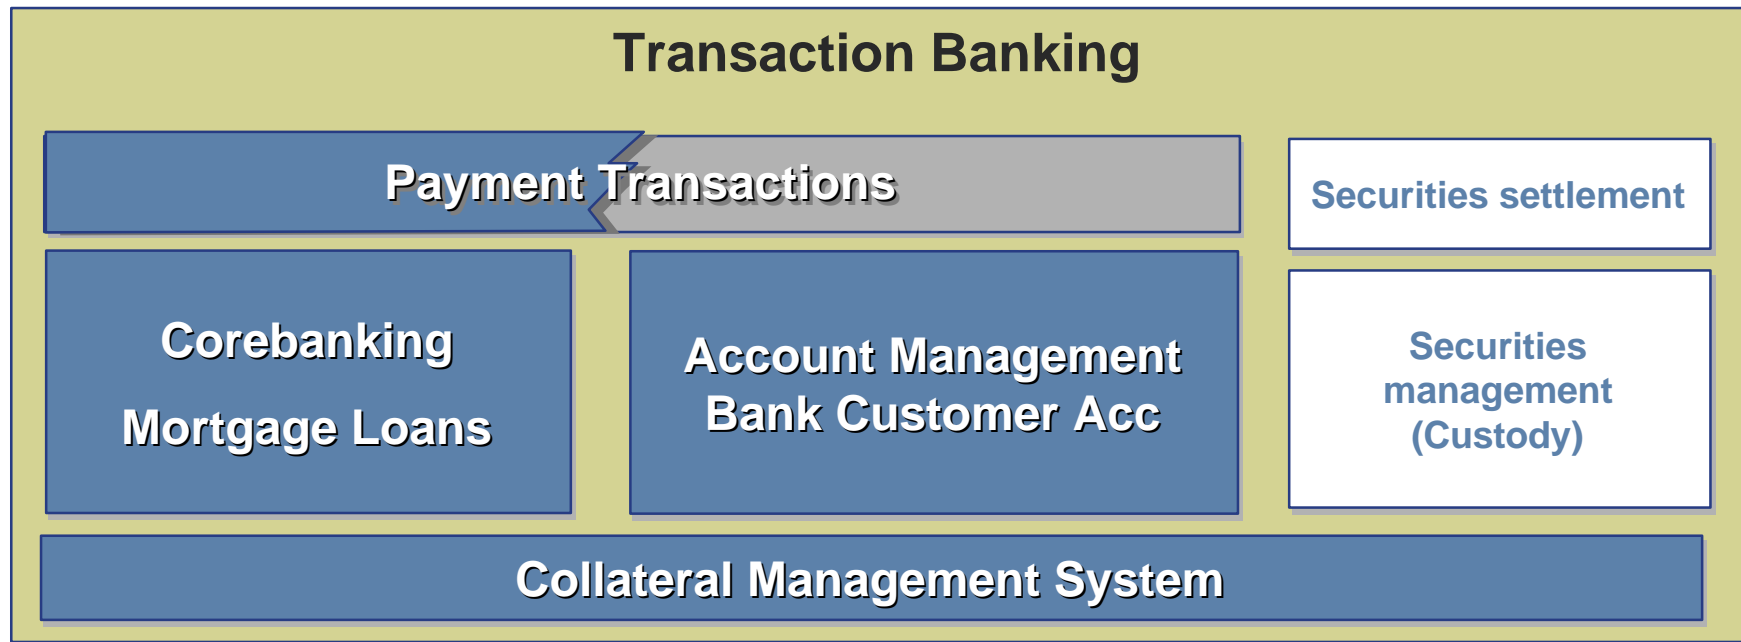 Transaction Banking
Payment Transactions
Securities settlement
Corebanking
Mortgage Loans
Account Management
Bank Customer Acc
Securities
management
(Custody)
Collateral Management System